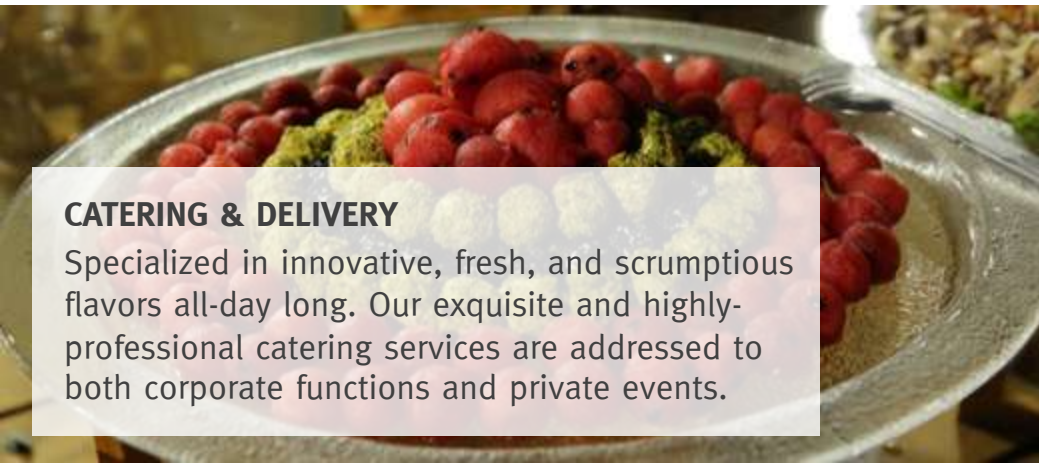 CATERING & DELIVERY
Specialized in innovative, fresh, and scrumptious
flavors all-day long. Our exquisite and highly-
professional catering services are addressed to
both corporate functions and private events.